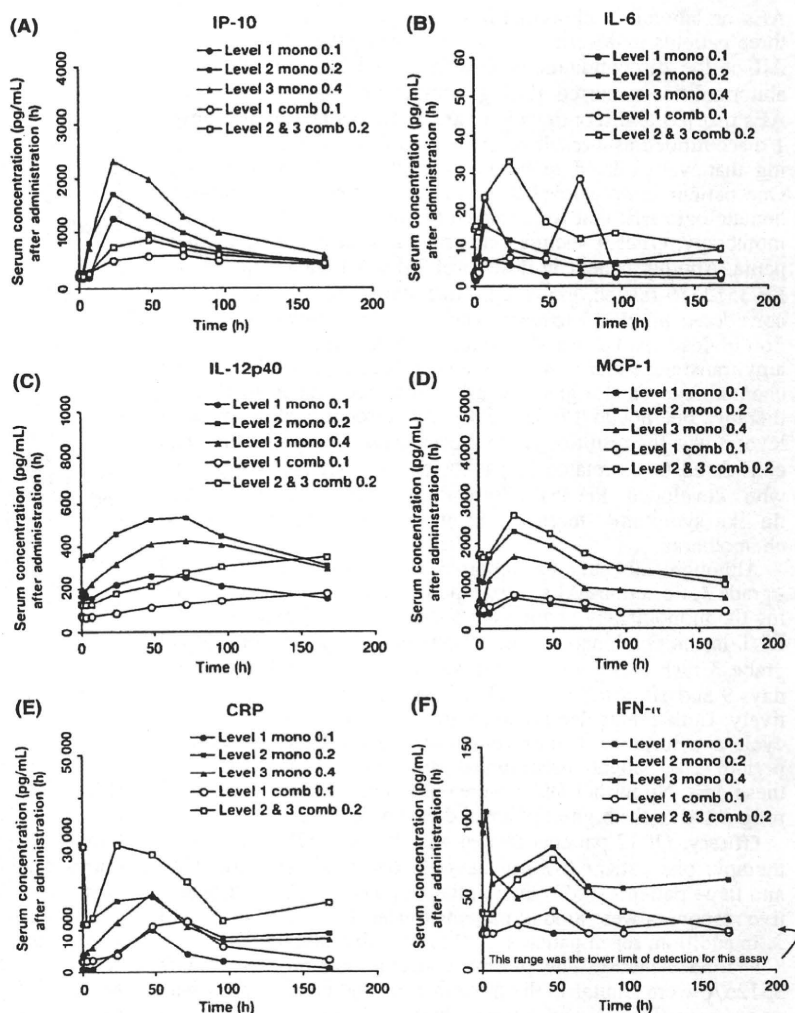 (A)
IP-10
Serum concentration (pg/mL)
after administration (h)
4000
3000
2000
1000
0
Level 1 mono 0.1
Level 2 mono 0.2
Level 3 mono 0.4
Level 1 comb 0.1
Level 2 & 3 comb 0.2
0 50 100 150 200
Time (h)
(B)
IL-6
Serum concentration (pg/mL)
after administration (h)
60
50
40
30
20
10
0
Level 1 mono 0.1
Level 2 mono 0.2
Level 3 mono 0.4
Level 1 comb 0.1
Level 2 & 3 comb 0.2
0 50 100 150 200
Time (h)
(C)
IL-12p40
Serum concentration (pg/mL)
after administration (h)
1000
800
600
400
200
0
Level 1 mono 0.1
Level 2 mono 0.2
Level 3 mono 0.4
Level 1 comb 0.1
Level 2 & 3 comb 0.2
0 50 100 150 200
Time (h)
(D)
MCP-1
Serum concentration (pg/mL)
after administration (h)
5000
4000
3000
2000
1000
0
Level 1 mono 0.1
Level 2 mono 0.2
Level 3 mono 0.4
Level 1 comb 0.1
Level 2 & 3 comb 0.2
0 50 100 150 200
Time (h)
(E)
CRP
Serum concentration (pg/mL)
after administration (h)
50 000
30 000
10 000
0
Level 1 mono 0.1
Level 2 mono 0.2
Level 3 mono 0.4
Level 1 comb 0.1
Level 2 & 3 comb 0.2
0 50 100 150 200
Time (h)
(F)
IFN-α
Serum concentration (pg/mL)
after administration (h)
150
100
50
0
Level 1 mono 0.1
Level 2 mono 0.2
Level 3 mono 0.4
Level 1 comb 0.1
Level 2 & 3 comb 0.2
This range was the lower limit of detection for this assay
0 50 100 150 200
Time (h)